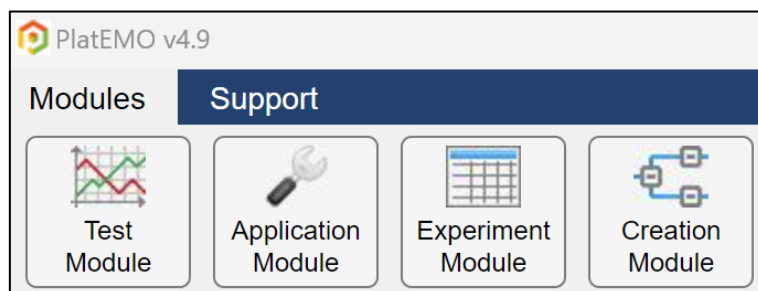 PlatEMO v4.9
Modules Support
Test Module
Application Module
Experiment Module
Creation Module